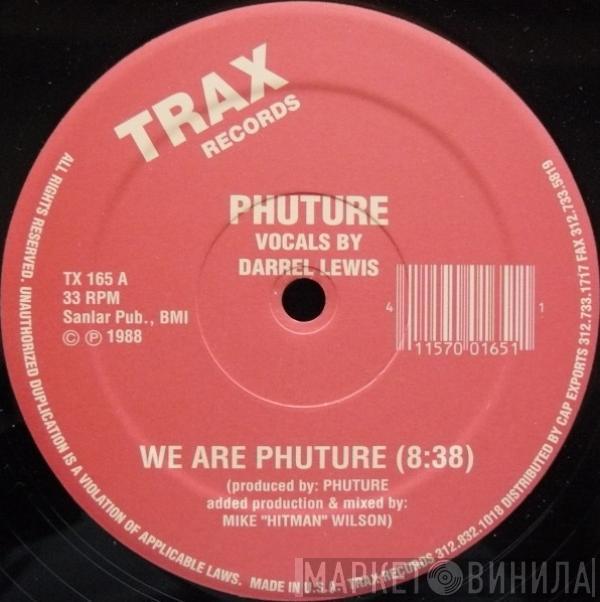 TRAX
RECORDS
PHUTURE
VOCALS BY
DARREL LEWIS
TX 165 A
33 RPM
Sanlar Pub., BMI
© ℗ 1988
4 11570 01651 1
WE ARE PHUTURE (8:38)
(produced by: PHUTURE
added production & mixed by:
MIKE "HITMAN" WILSON)
ALL RIGHTS RESERVED. UNAUTHORIZED DUPLICATION IS A VIOLATION OF APPLICABLE LAWS. MADE IN U.S.A. TRAX RECORDS 312.832.1018 DISTRIBUTED BY CAP EXPORTS 312.733.1717 FAX 312.733.5819
МАРКЕТ ВИНИЛА